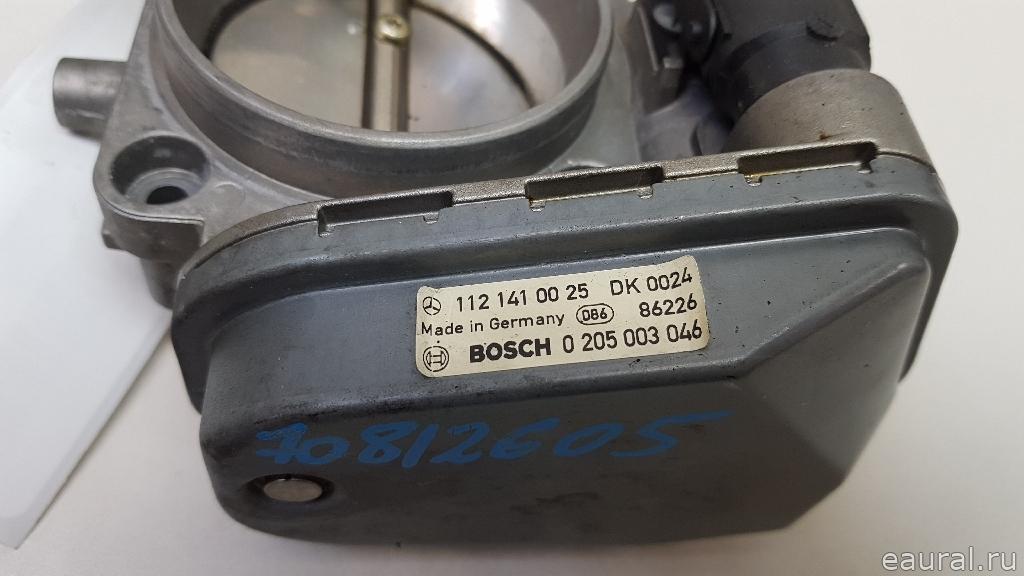 112 141 00 25 DK 0024
Made in Germany 086 86226
BOSCH 0 205 003 046
70812605
eaural.ru